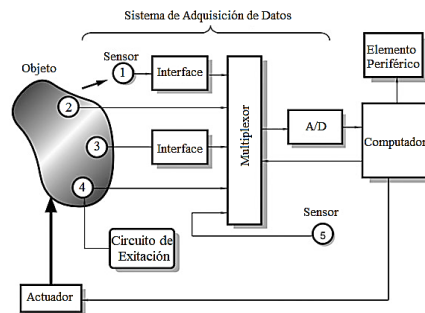 Sistema de Adquisición de Datos
Elemento
Periférico
Sensor
Objeto
1
Interface
2
Multiplexor
A/D
Computador
3
Interface
4
Sensor
5
Circuito de
Exitación
Actuador